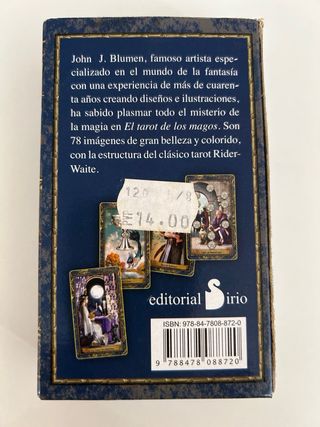 John J. Blumen, famoso artista espe-
cializado en el mundo de la fantasía
con una experiencia de más de cuaren-
ta años creando diseños e ilustraciones,
ha sabido plasmar todo el misterio de
la magia en El tarot de los magos. Son
78 imágenes de gran belleza y colorido,
con la estructura del clásico tarot Rider-
Waite.
14.00
editorial Sirio
ISBN: 978-84-7808-872-0
9 788478 088720